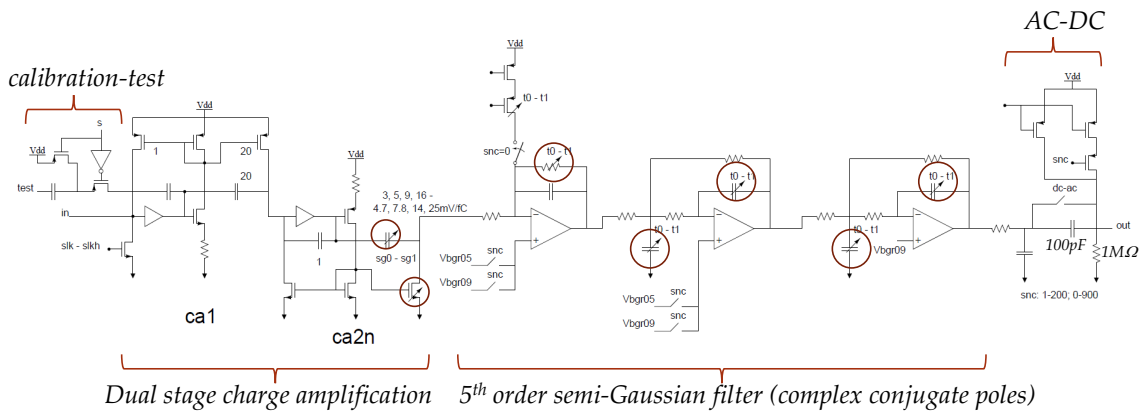 AC-DC
calibration-test
Vdd
Vdd
t0 - t1
snc=0
t0 - t1
s
Vdd
Vdd
1
20
20
test
in
slk - slkh
ca1
Vdd
3, 5, 9, 16 -
4.7, 7.8, 14, 25mV/fC
1
sg0 - sg1
ca2n
−
+
snc
Vbgr05
snc
Vbgr09
t0 - t1
t0 - t1
−
+
snc
Vbgr05
snc
Vbgr09
t0 - t1
t0 - t1
−
+
Vbgr09
snc
dc-ac
out
100pF
1MΩ
snc: 1-200; 0-900
Dual stage charge amplification
5th order semi-Gaussian filter (complex conjugate poles)